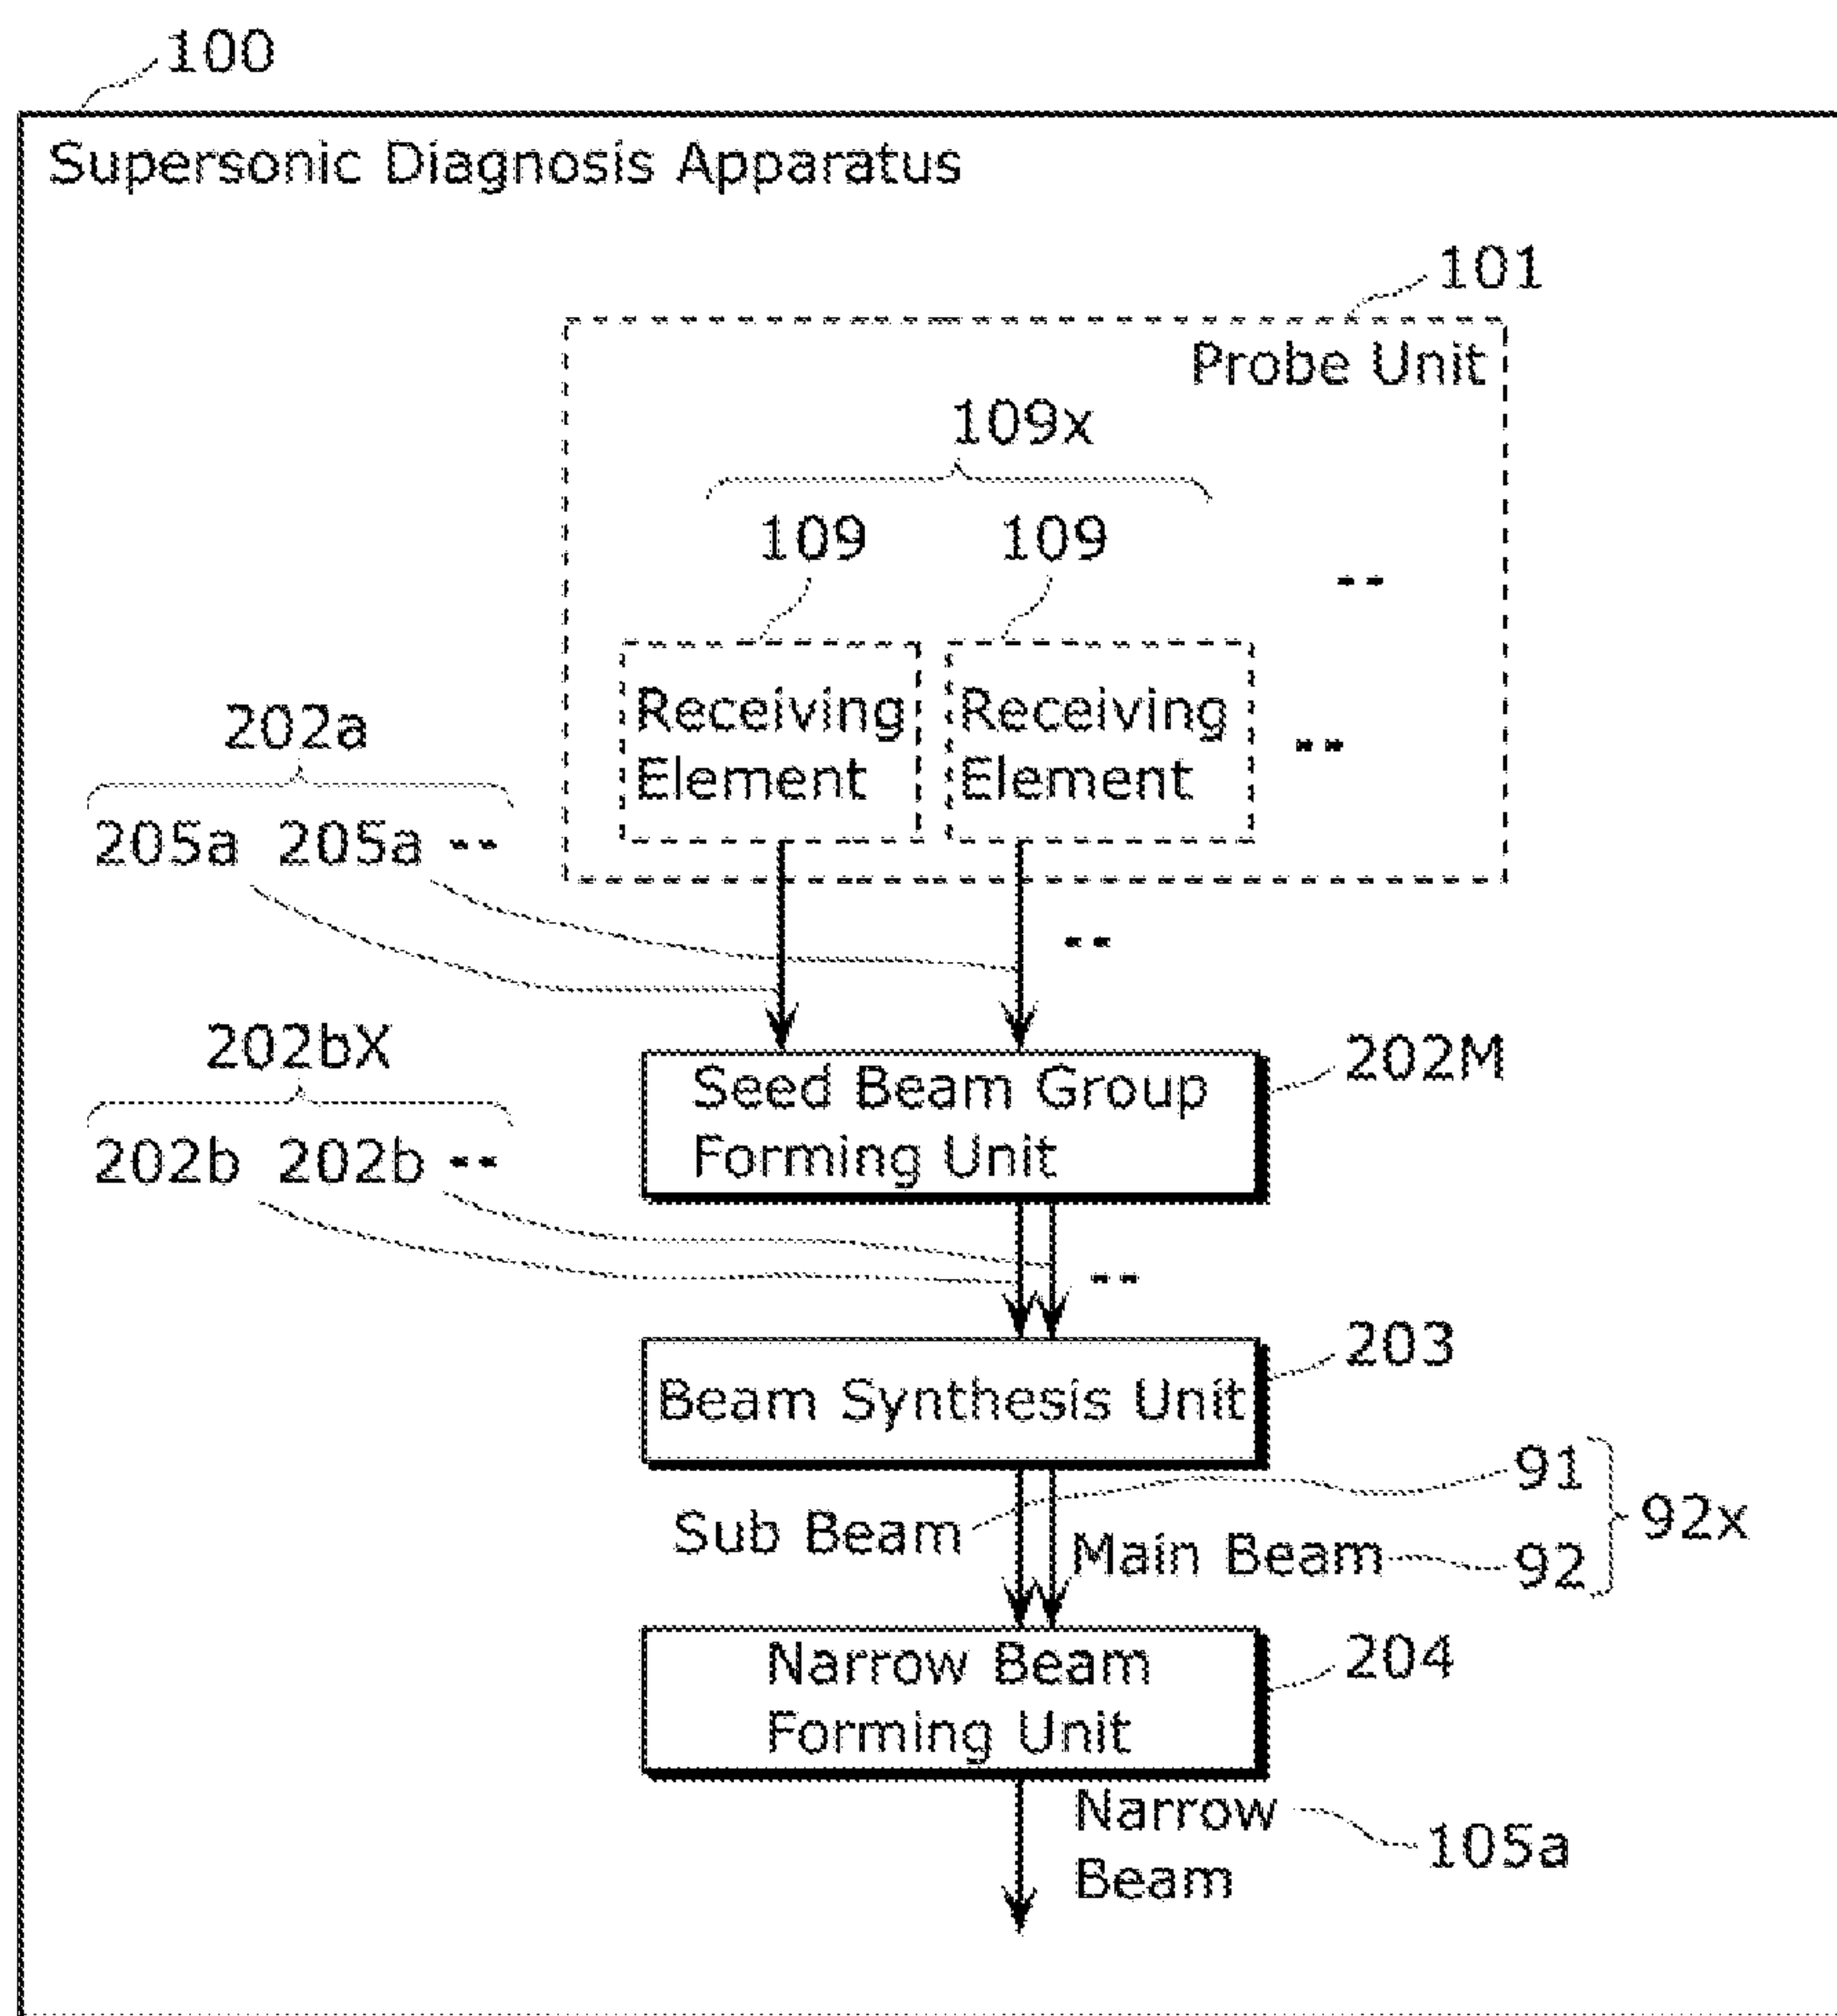 100
Supersonic Diagnosis Apparatus
101
Probe Unit
109x
109 109
--
Receiving Element
Receiving Element
--
202a
205a 205a --
--
202bX
202b 202b --
Seed Beam Group
Forming Unit
202M
--
Beam Synthesis Unit
203
Sub Beam
91
Main Beam
92
92x
Narrow Beam
Forming Unit
204
Narrow
Beam
105a